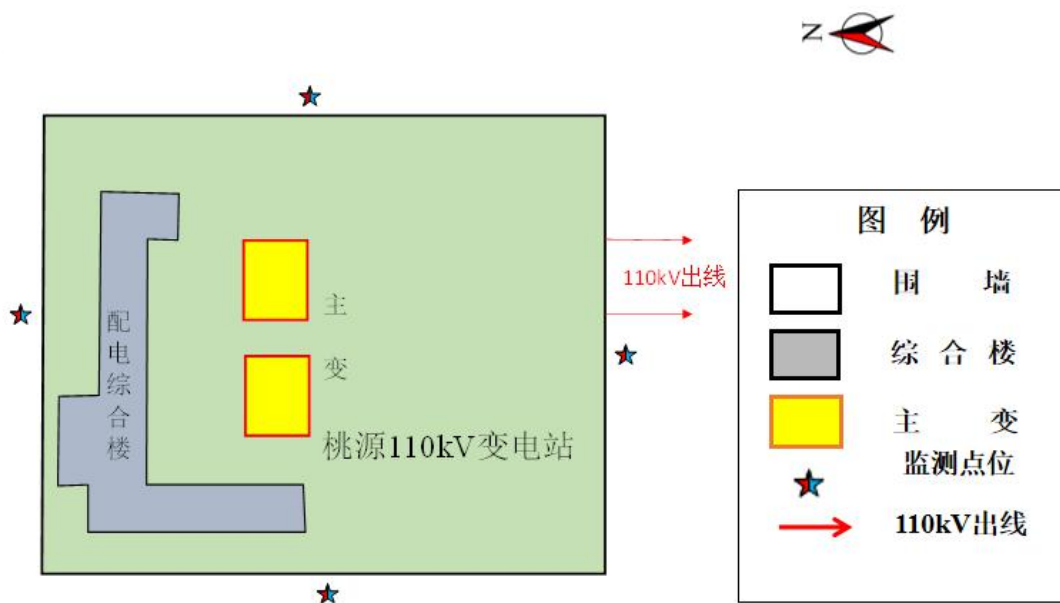 N
110kV出线
主
变
配电综合楼
桃源110kV变电站
图 例
围 墙
综 合 楼
主 变
监测点位
110kV出线